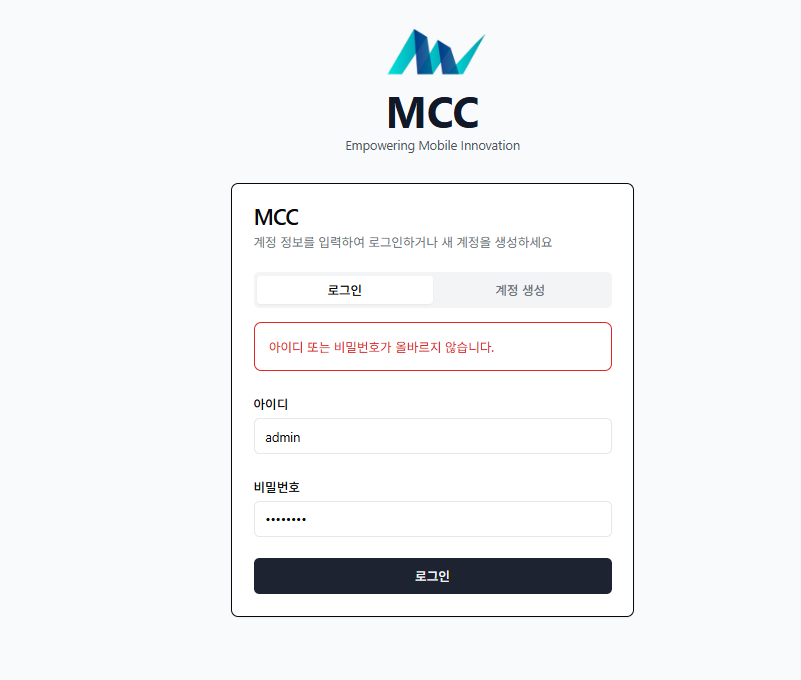 MCC
Empowering Mobile Innovation
MCC
계정 정보를 입력하여 로그인하거나 새 계정을 생성하세요
로그인 계정 생성
아이디 또는 비밀번호가 올바르지 않습니다.
아이디
admin
비밀번호
••••••••
로그인